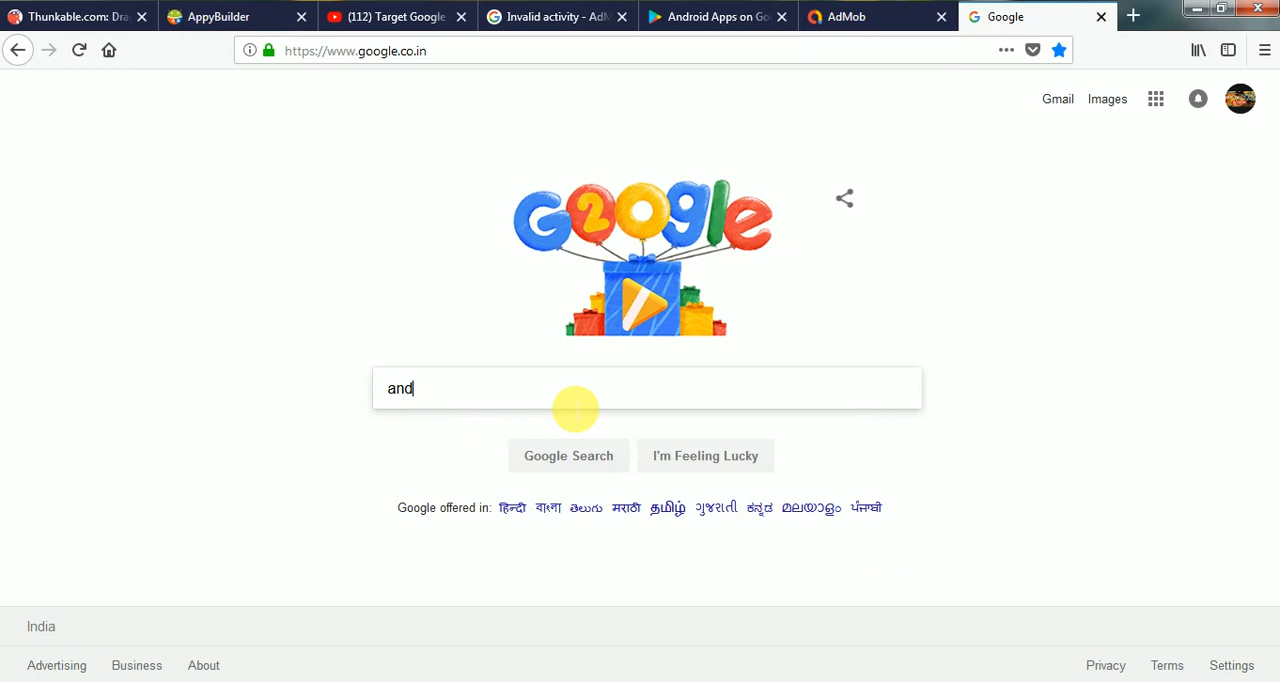 Thunkable.com: Dra
AppyBuilder
(112) Target Google
Invalid activity - AdM
Android Apps on Go
AdMob
Google
https://www.google.co.in
Gmail
Images
G2OGgle
and
Google Search
I'm Feeling Lucky
Google offered in: हिन्दी বাংলা తెలుగు मराठी தமிழ் ગુજરાતી ಕನ್ನಡ മലയാളം ਪੰਜਾਬੀ
India
Advertising
Business
About
Privacy
Terms
Settings